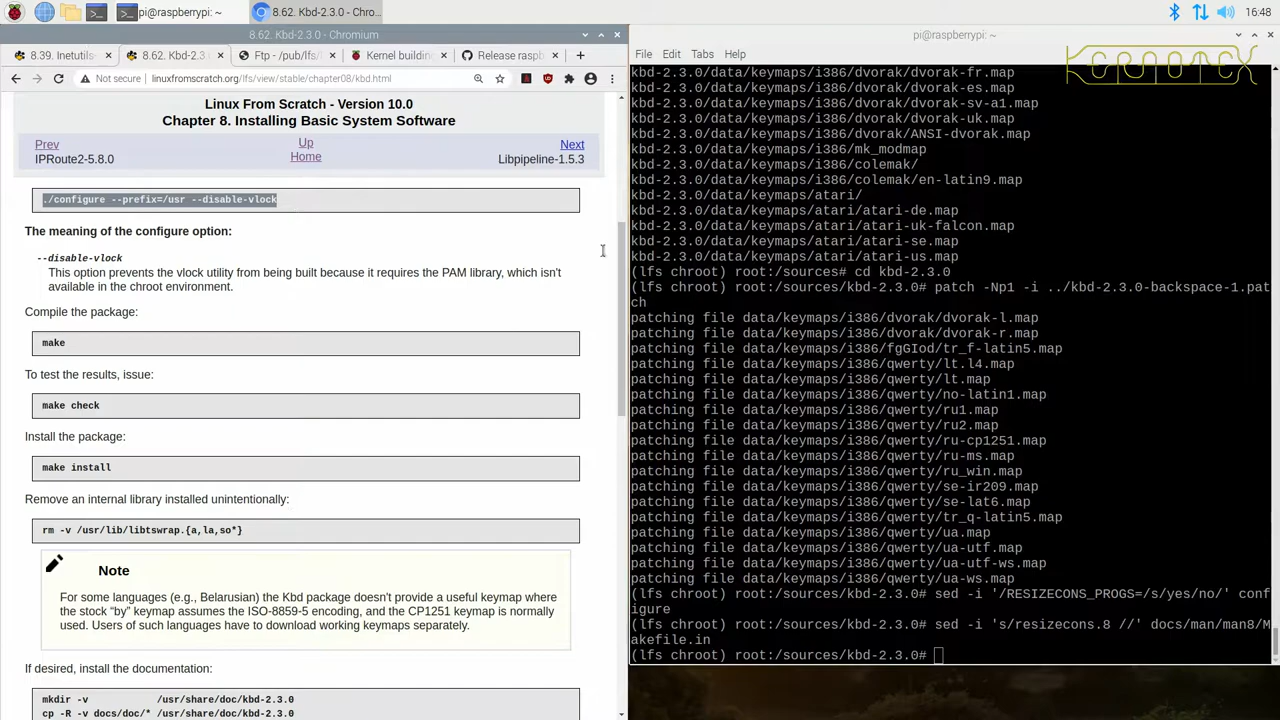 pi@raspberrypi: ~
8.62. Kbd-2.3.0 - Chro...
16:48
8.62. Kbd-2.3.0 - Chromium
8.39. Inetutils-
8.62. Kbd-2.3.
Ftp - pub/lfs/
Kernel building
Release raspb
Not secure | linuxfromscratch.org/lfs/view/stable/chapter08/kbd.html
Linux From Scratch - Version 10.0
Chapter 8. Installing Basic System Software
Prev
Up
Next
IPRoute2-5.8.0
Home
Libpipeline-1.5.3
./configure --prefix=/usr --disable-vlock
The meaning of the configure option:
--disable-vlock
This option prevents the vlock utility from being built because it requires the PAM library, which isn't
available in the chroot environment.
Compile the package:
make
To test the results, issue:
make check
Install the package:
make install
Remove an internal library installed unintentionally:
rm -v /usr/lib/libtswrap.{a,la,so*}
Note
For some languages (e.g., Belarusian) the Kbd package doesn't provide a useful keymap where
the stock “by” keymap assumes the ISO-8859-5 encoding, and the CP1251 keymap is normally
used. Users of such languages have to download working keymaps separately.
If desired, install the documentation:
mkdir -v           /usr/share/doc/kbd-2.3.0
cp -R -v docs/doc/* /usr/share/doc/kbd-2.3.0
pi@raspberrypi: ~
File Edit Tabs Help
KERNOTEX
kbd-2.3.0/data/keymaps/i386/dvorak/dvorak-fr.map
kbd-2.3.0/data/keymaps/i386/dvorak/dvorak-es.map
kbd-2.3.0/data/keymaps/i386/dvorak/dvorak-sv-a1.map
kbd-2.3.0/data/keymaps/i386/dvorak/dvorak-uk.map
kbd-2.3.0/data/keymaps/i386/dvorak/ANSI-dvorak.map
kbd-2.3.0/data/keymaps/i386/mk_modmap
kbd-2.3.0/data/keymaps/i386/colemak/
kbd-2.3.0/data/keymaps/i386/colemak/en-latin9.map
kbd-2.3.0/data/keymaps/atari/
kbd-2.3.0/data/keymaps/atari/atari-de.map
kbd-2.3.0/data/keymaps/atari/atari-uk-falcon.map
kbd-2.3.0/data/keymaps/atari/atari-se.map
kbd-2.3.0/data/keymaps/atari/atari-us.map
(lfs chroot) root:/sources# cd kbd-2.3.0
(lfs chroot) root:/sources/kbd-2.3.0# patch -Np1 -i ../kbd-2.3.0-backspace-1.pat
ch
patching file data/keymaps/i386/dvorak/dvorak-l.map
patching file data/keymaps/i386/dvorak/dvorak-r.map
patching file data/keymaps/i386/fgGIod/tr_f-latin5.map
patching file data/keymaps/i386/qwerty/lt.l4.map
patching file data/keymaps/i386/qwerty/lt.map
patching file data/keymaps/i386/qwerty/no-latin1.map
patching file data/keymaps/i386/qwerty/ru1.map
patching file data/keymaps/i386/qwerty/ru2.map
patching file data/keymaps/i386/qwerty/ru-cp1251.map
patching file data/keymaps/i386/qwerty/ru-ms.map
patching file data/keymaps/i386/qwerty/ru_win.map
patching file data/keymaps/i386/qwerty/se-ir209.map
patching file data/keymaps/i386/qwerty/se-lat6.map
patching file data/keymaps/i386/qwerty/tr_q-latin5.map
patching file data/keymaps/i386/qwerty/ua.map
patching file data/keymaps/i386/qwerty/ua-utf.map
patching file data/keymaps/i386/qwerty/ua-utf-ws.map
patching file data/keymaps/i386/qwerty/ua-ws.map
(lfs chroot) root:/sources/kbd-2.3.0# sed -i '/RESIZECONS_PROGS=/s/yes/no/' conf
igure
(lfs chroot) root:/sources/kbd-2.3.0# sed -i 's/resizecons.8 //' docs/man/man8/M
akefile.in
(lfs chroot) root:/sources/kbd-2.3.0#